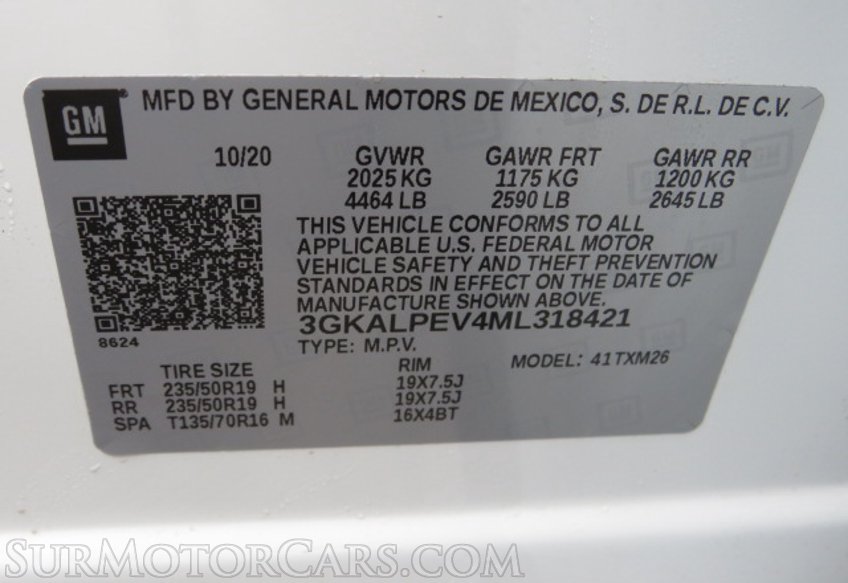 GM MFD BY GENERAL MOTORS DE MEXICO, S. DE R.L. DE C.V.
10/20 GVWR GAWR FRT GAWR RR
2025 KG 1175 KG 1200 KG
4464 LB 2590 LB 2645 LB
THIS VEHICLE CONFORMS TO ALL
APPLICABLE U.S. FEDERAL MOTOR
VEHICLE SAFETY AND THEFT PREVENTION
STANDARDS IN EFFECT ON THE DATE OF
MANUFACTURE SHOWN ABOVE.
3GKALPEV4ML318421
8624
TYPE: M.P.V. MODEL: 41TXM26
TIRE SIZE RIM
FRT 235/50R19 H 19X7.5J
RR 235/50R19 H 19X7.5J
SPA T135/70R16 M 16X4BT
SURMOTORCARS.COM